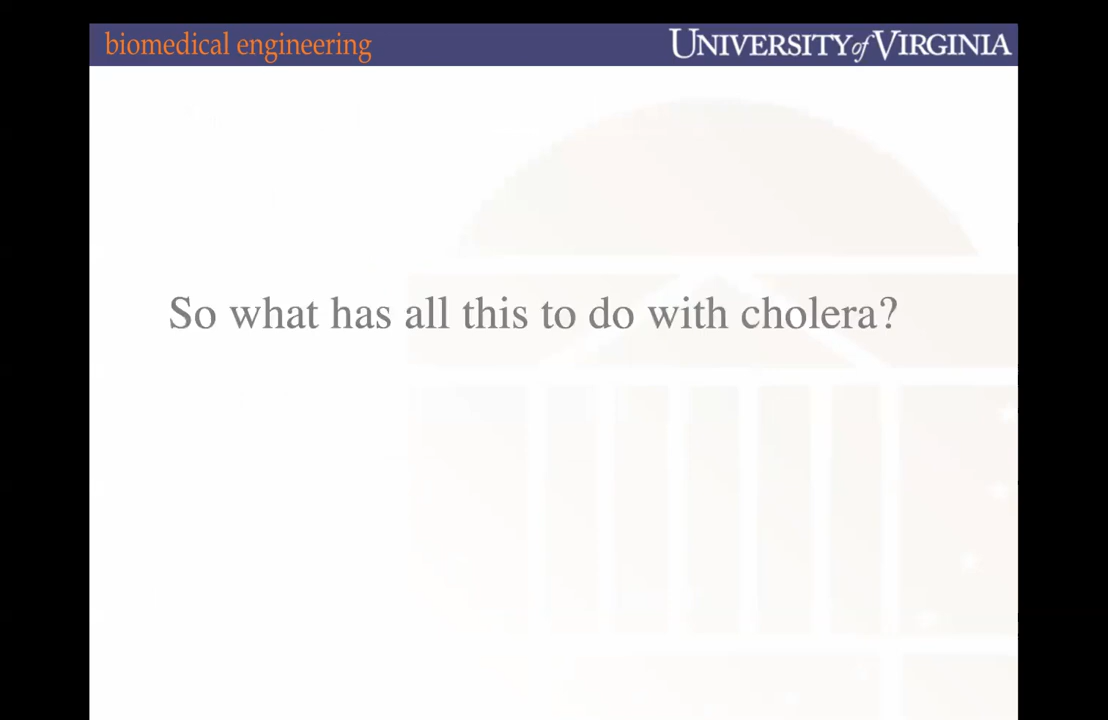 biomedical engineering
UNIVERSITY of VIRGINIA
So what has all this to do with cholera?